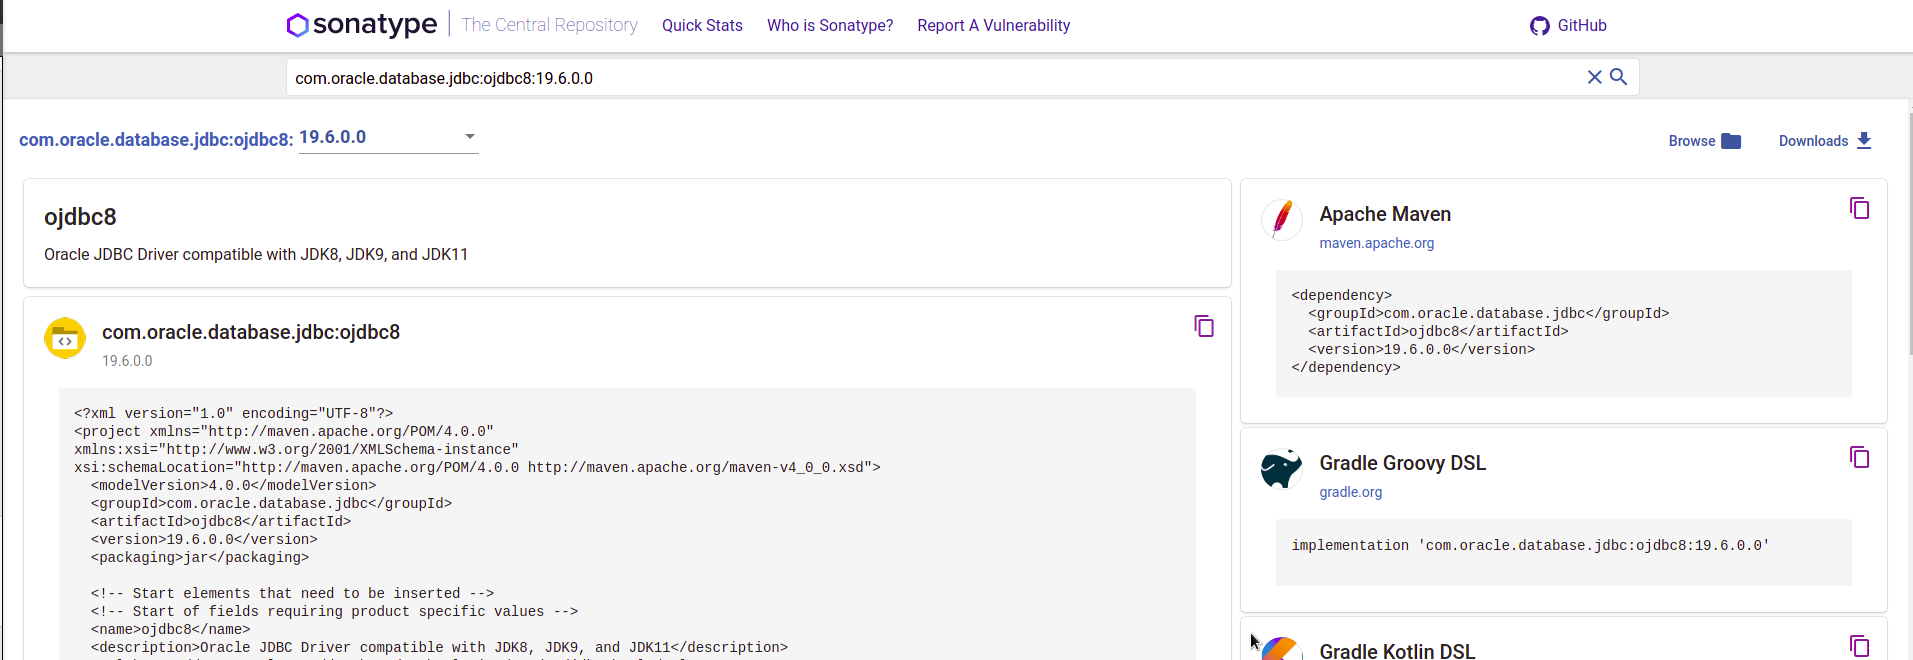 sonatype The Central Repository Quick Stats Who is Sonatype? Report A Vulnerability GitHub
com.oracle.database.jdbc:ojdbc8:19.6.0.0
com.oracle.database.jdbc:ojdbc8: 19.6.0.0 Browse Downloads
ojdbc8
Oracle JDBC Driver compatible with JDK8, JDK9, and JDK11
com.oracle.database.jdbc:ojdbc8
19.6.0.0
<?xml version="1.0" encoding="UTF-8"?>
<project xmlns="http://maven.apache.org/POM/4.0.0"
xmlns:xsi="http://www.w3.org/2001/XMLSchema-instance"
xsi:schemaLocation="http://maven.apache.org/POM/4.0.0 http://maven.apache.org/maven-v4_0_0.xsd">
<modelVersion>4.0.0</modelVersion>
<groupId>com.oracle.database.jdbc</groupId>
<artifactId>ojdbc8</artifactId>
<version>19.6.0.0</version>
<packaging>jar</packaging>
<!-- Start elements that need to be inserted -->
<!-- Start of fields requiring product specific values -->
<name>ojdbc8</name>
<description>Oracle JDBC Driver compatible with JDK8, JDK9, and JDK11</description>
Apache Maven
maven.apache.org
<dependency>
<groupId>com.oracle.database.jdbc</groupId>
<artifactId>ojdbc8</artifactId>
<version>19.6.0.0</version>
</dependency>
Gradle Groovy DSL
gradle.org
implementation 'com.oracle.database.jdbc:ojdbc8:19.6.0.0'
Gradle Kotlin DSL